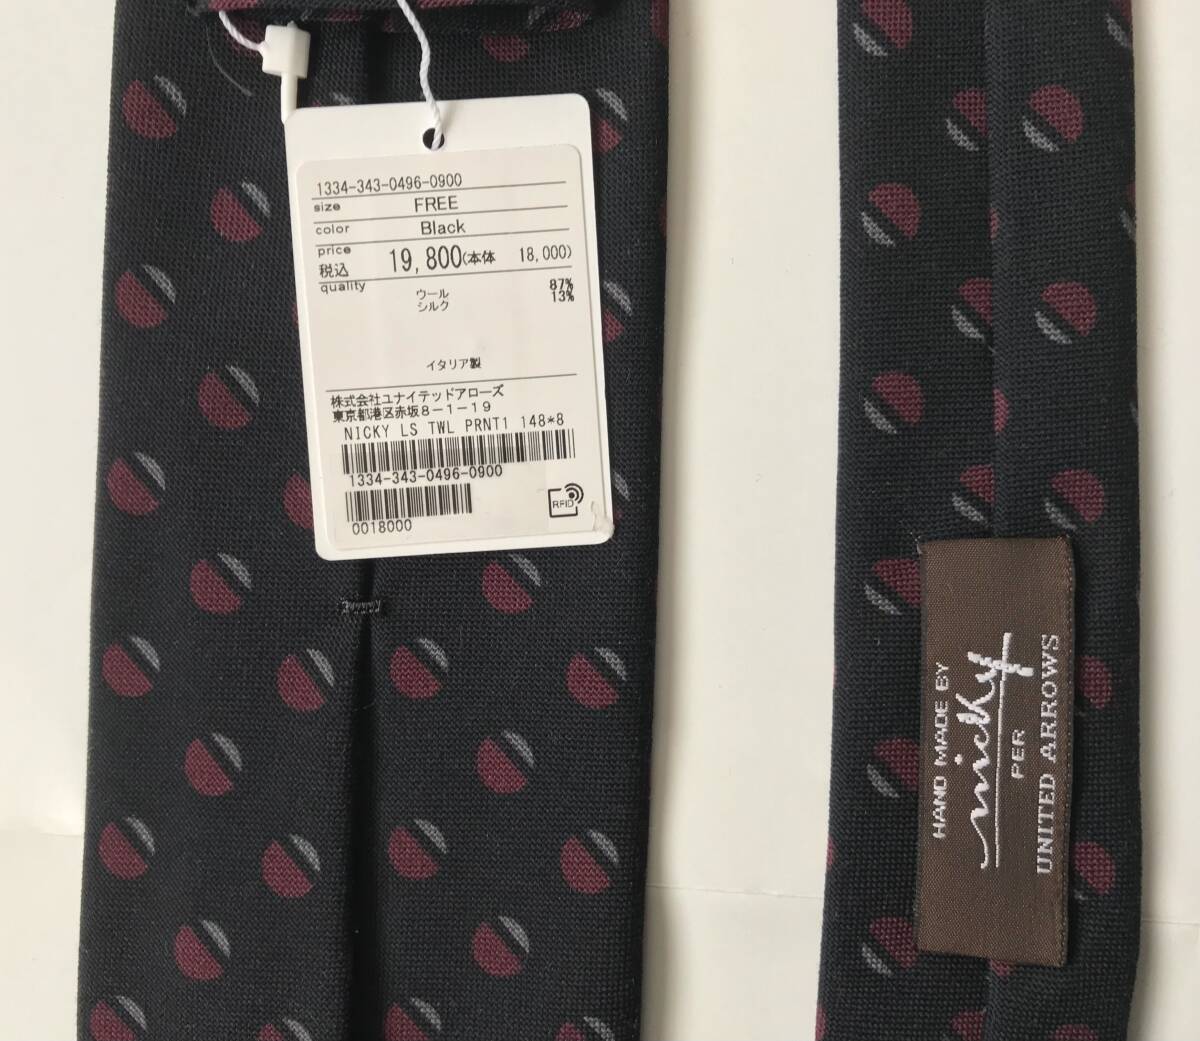 1334-343-0496-0900
size FREE
color Black
price
税込 19,800(本体 18,000)
quality
ウール 87%
シルク 13%
イタリア製
株式会社ユナイテッドアローズ
東京都港区赤坂8-1-19
NICKY LS TWL PRNT1 148*8
1334-343-0496-0900
0018000
RFID
HAND MADE BY
nicky
PER
UNITED ARROWS